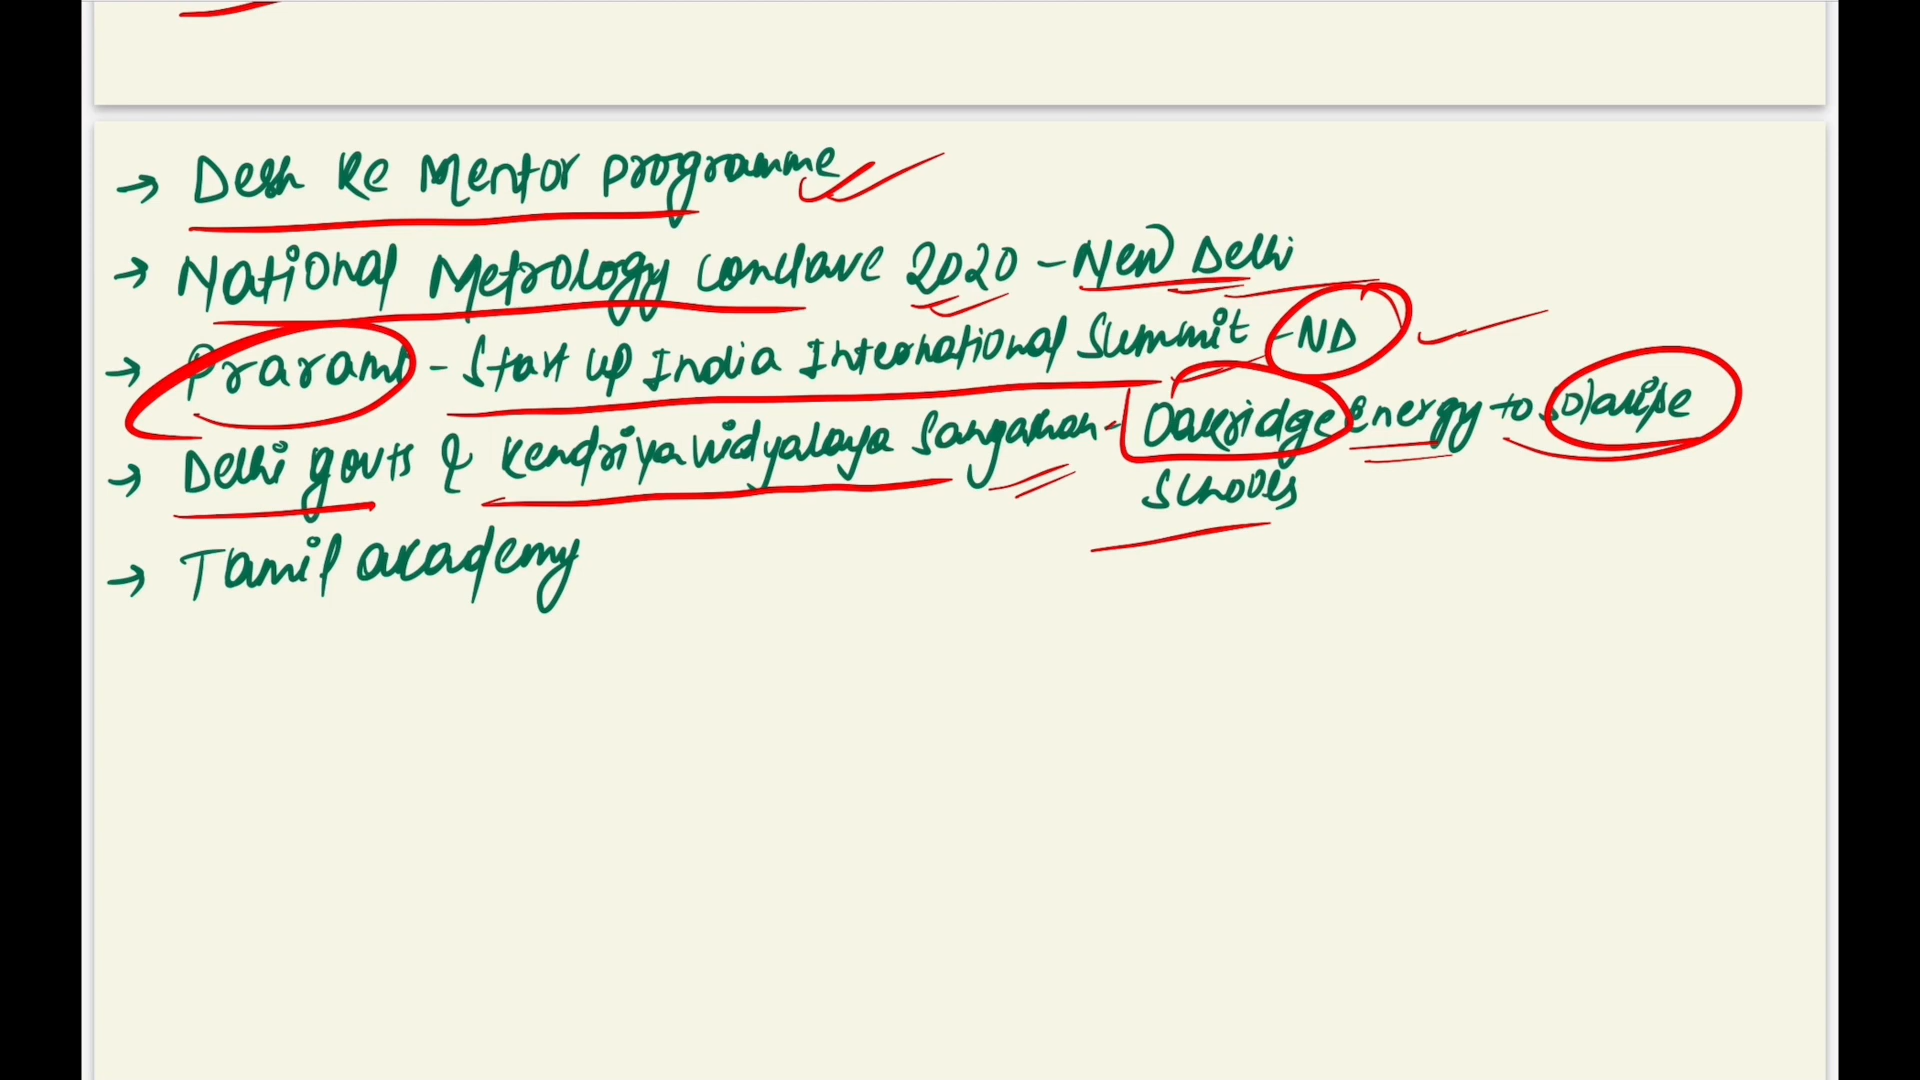 → Desh Ke Mentor programme
→ National Metrology Conclave 2020 - New Delhi
→ Prarambh - Start up India International Summit - ND
→ Delhi govts & Kendriya vidyalaya Sangathan - Oakridge Energy to Solarise
Schools
→ Tamil academy